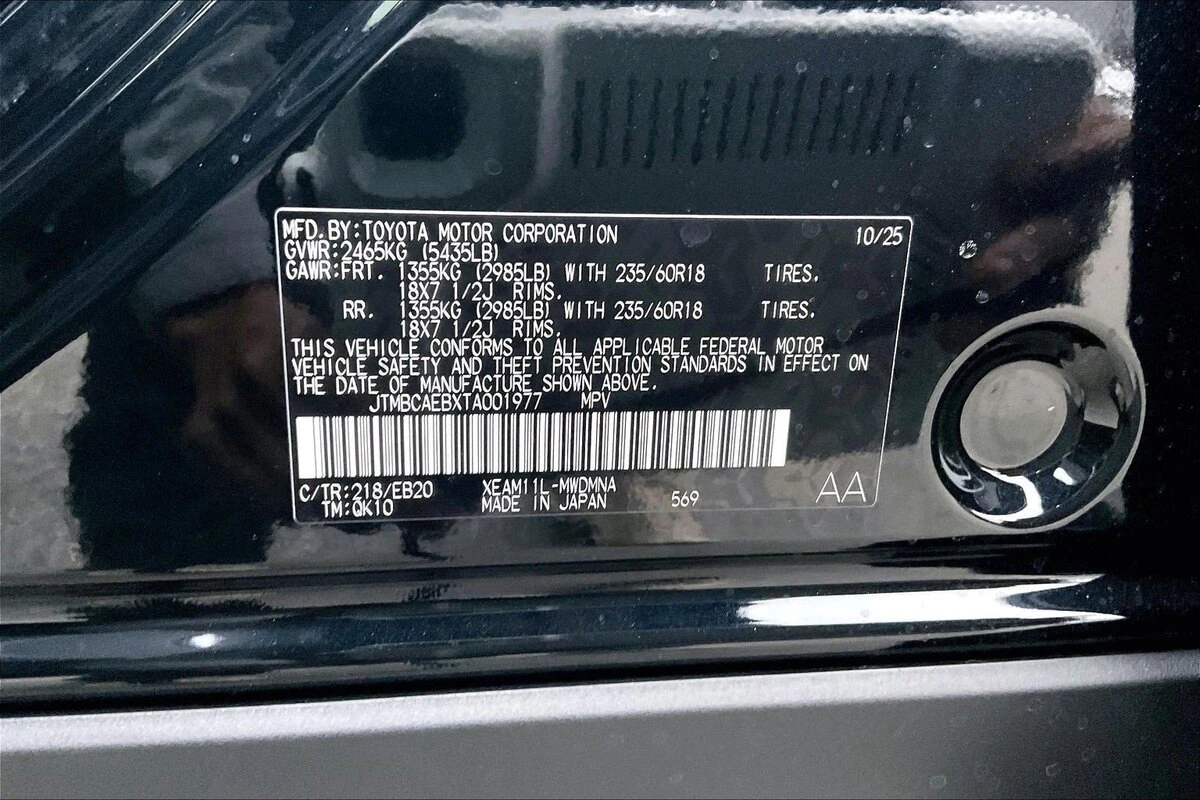 MFD.BY:TOYOTA MOTOR CORPORATION 10/25
GVWR:2465KG (5435LB)
GAWR:FRT. 1355KG (2985LB) WITH 235/60R18 TIRES.
18X7 1/2J RIMS.
RR. 1355KG (2985LB) WITH 235/60R18 TIRES.
18X7 1/2J RIMS.
THIS VEHICLE CONFORMS TO ALL APPLICABLE FEDERAL MOTOR
VEHICLE SAFETY AND THEFT PREVENTION STANDARDS IN EFFECT ON
THE DATE OF MANUFACTURE SHOWN ABOVE.
JTMBCAEBXTA001977 MPV
C/TR:218/EB20 XEAM11L-MWDMNA
TM:QK10 MADE IN JAPAN 569 AA